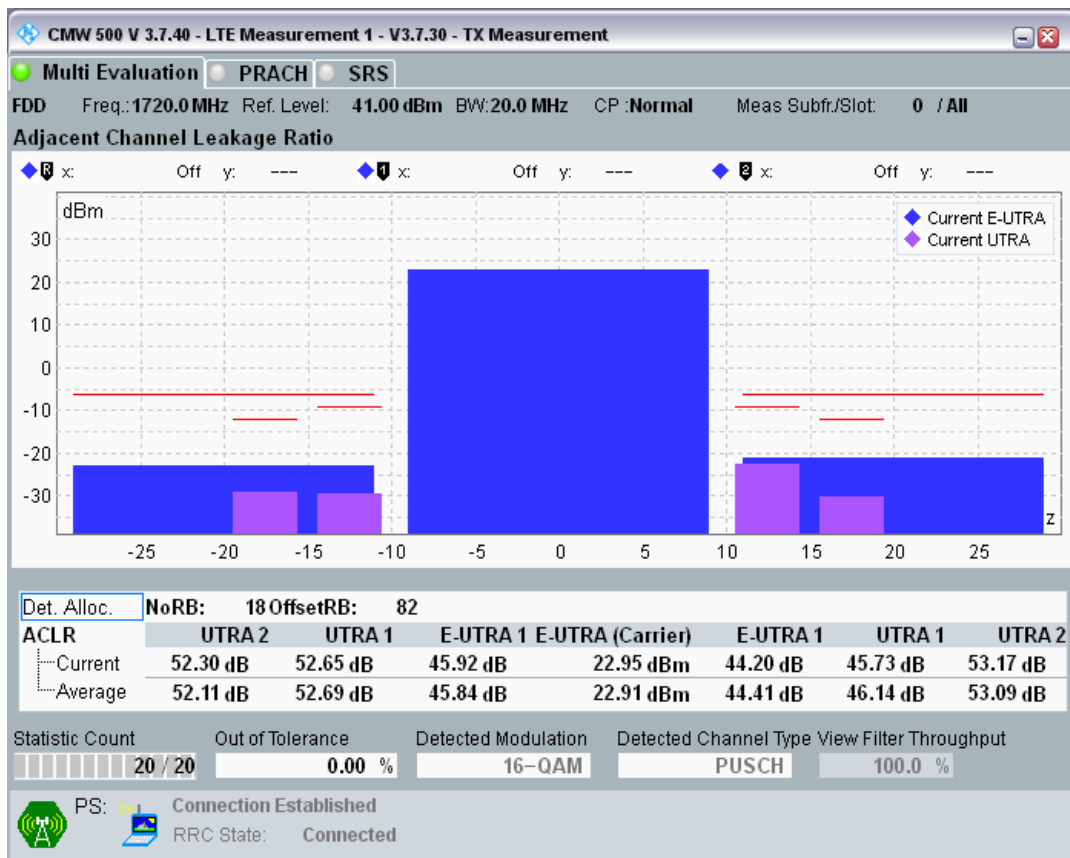 CMW 500 V 3.7.40 - LTE Measurement 1 - V3.7.30 - TX Measurement
Multi Evaluation PRACH SRS
FDD Freq.: 1720.0 MHz Ref. Level: 41.00 dBm BW: 20.0 MHz CP :Normal Meas Subfr./Slot: 0 / All
Adjacent Channel Leakage Ratio
R x: Off y: --- 1 x: Off y: --- 2 x: Off y: ---
dBm
Current E-UTRA
Current UTRA
30
20
10
0
-10
-20
-30
z
-25 -20 -15 -10 -5 0 5 10 15 20 25
Det. Alloc. NoRB: 18 OffsetRB: 82
ACLR UTRA 2 UTRA 1 E-UTRA 1 E-UTRA (Carrier) E-UTRA 1 UTRA 1 UTRA 2
Current 52.30 dB 52.65 dB 45.92 dB 22.95 dBm 44.20 dB 45.73 dB 53.17 dB
Average 52.11 dB 52.69 dB 45.84 dB 22.91 dBm 44.41 dB 46.14 dB 53.09 dB
Statistic Count Out of Tolerance Detected Modulation Detected Channel Type View Filter Throughput
20 / 20 0.00 % 16-QAM PUSCH 100.0 %
PS: Connection Established
RRC State: Connected